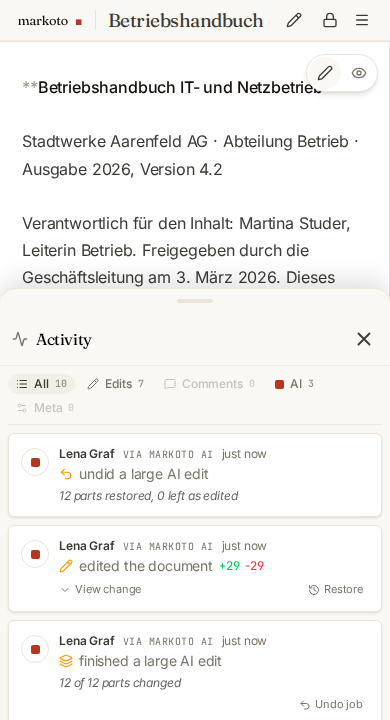 markoto
Betriebshandbuch
**Betriebshandbuch IT- und Netzbetrieb
Stadtwerke Aarenfeld AG · Abteilung Betrieb ·
Ausgabe 2026, Version 4.2
Verantwortlich für den Inhalt: Martina Studer,
Leiterin Betrieb. Freigegeben durch die
Geschäftsleitung am 3. März 2026. Dieses
Activity
All 10 Edits 7 Comments 0 AI 3
Meta 0
Lena Graf VIA MARKOTO AI just now
undid a large AI edit
12 parts restored, 0 left as edited
Lena Graf VIA MARKOTO AI just now
edited the document +29 -29
View change Restore
Lena Graf VIA MARKOTO AI just now
finished a large AI edit
12 of 12 parts changed
Undo job